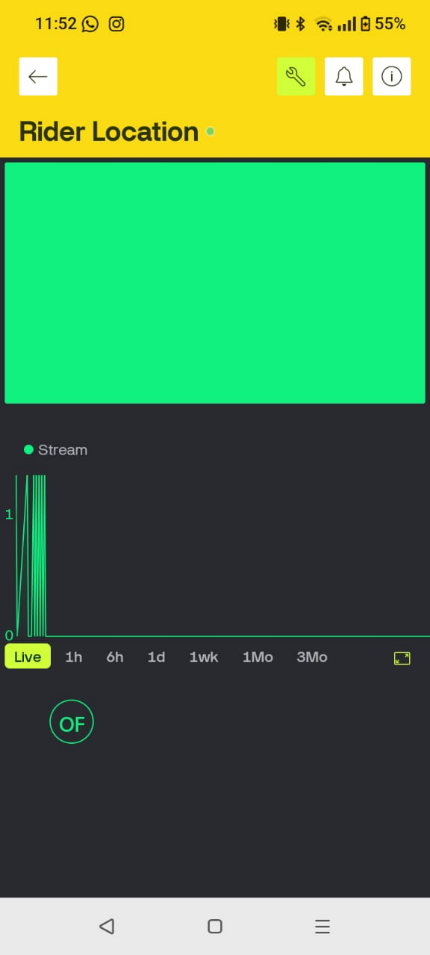 11:52 55%
Rider Location
Stream
1
0
Live 1h 6h 1d 1wk 1Mo 3Mo
OF